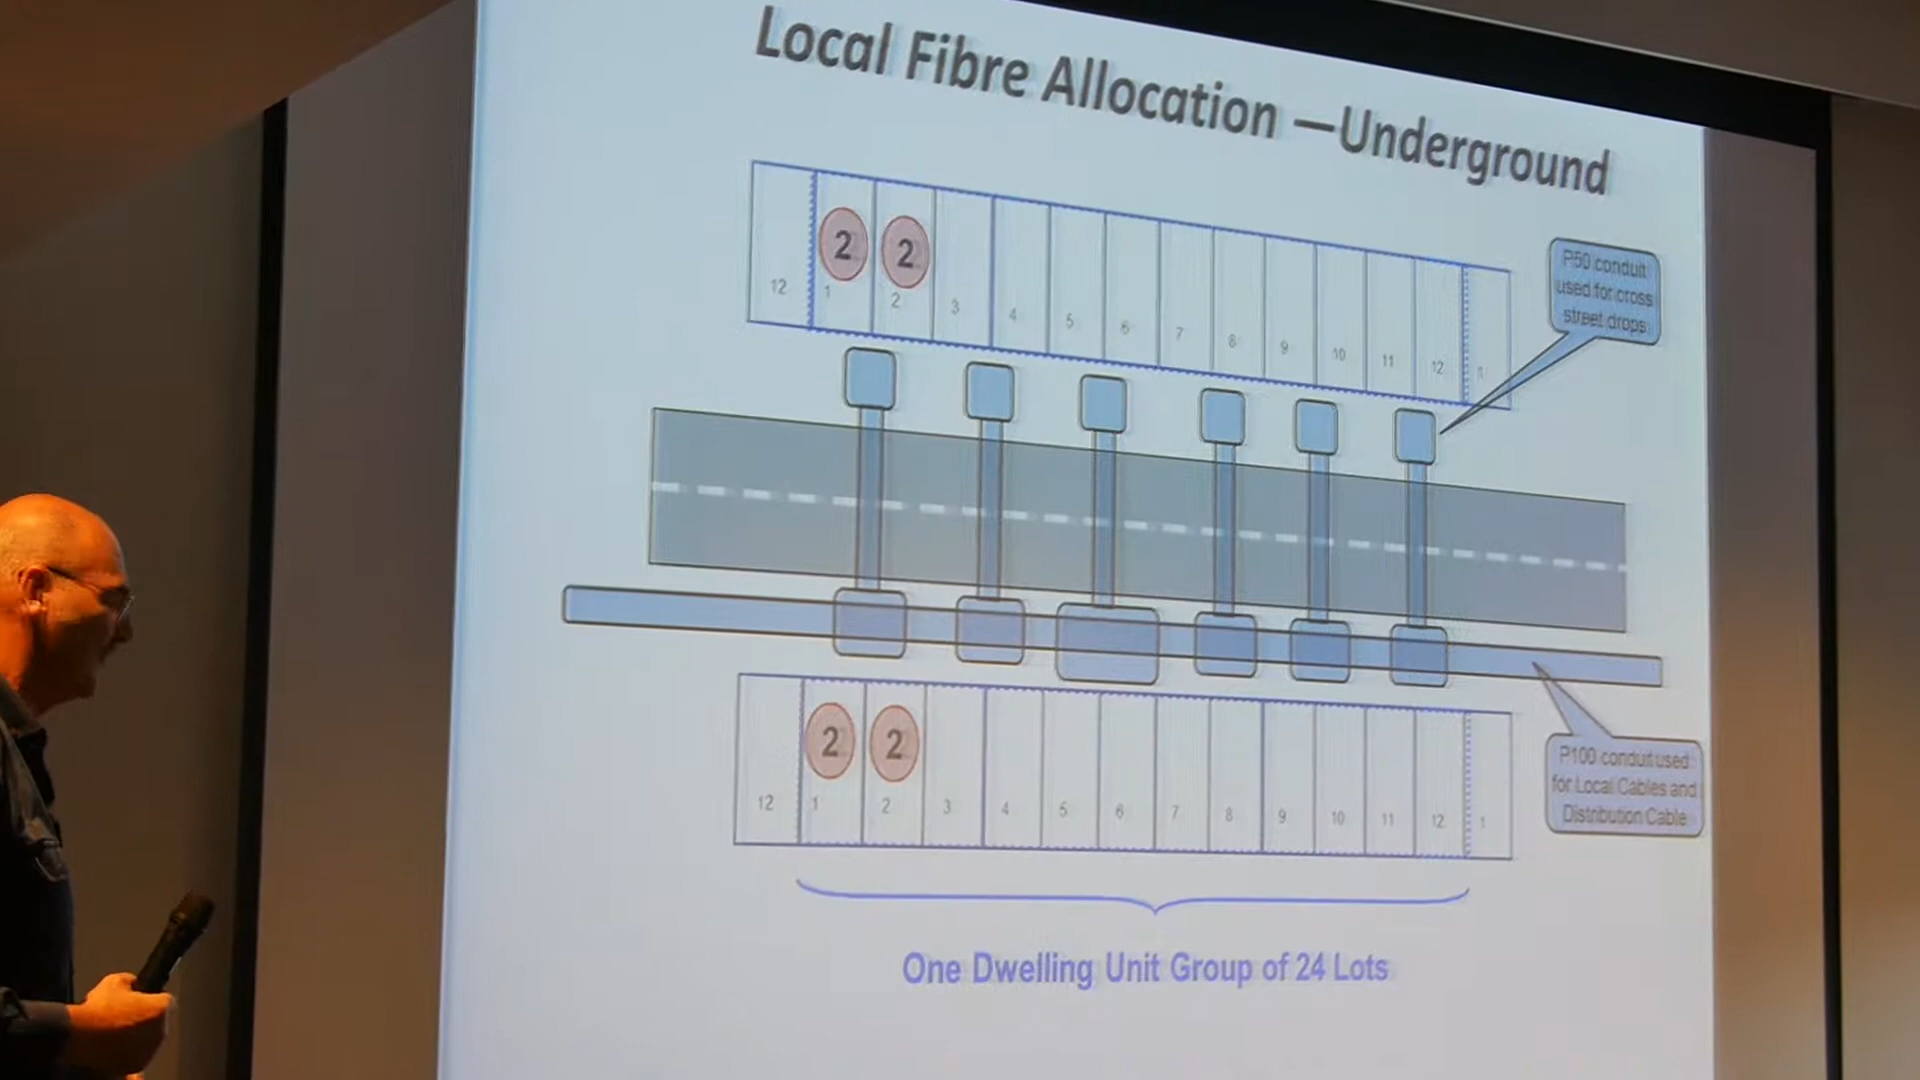 Local Fibre Allocation —Underground
2 2
12 1 2 3 4 5 6 7 8 9 10 11 12 1
P50 conduit
used for cross
street drops
2 2
12 1 2 3 4 5 6 7 8 9 10 11 12 1
P100 conduit used
for Local Cables and
Distribution Cable
One Dwelling Unit Group of 24 Lots